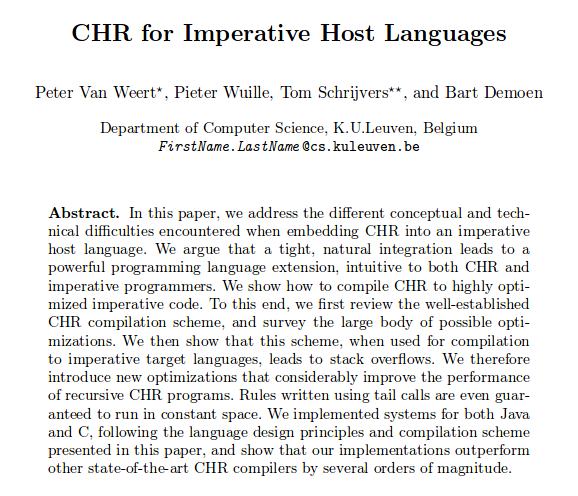 CHR for Imperative Host Languages
Peter Van Weert⋆, Pieter Wuille, Tom Schrijvers⋆⋆, and Bart Demoen
Department of Computer Science, K.U.Leuven, Belgium
FirstName.LastName@cs.kuleuven.be
Abstract. In this paper, we address the different conceptual and tech-
nical difficulties encountered when embedding CHR into an imperative
host language. We argue that a tight, natural integration leads to a
powerful programming language extension, intuitive to both CHR and
imperative programmers. We show how to compile CHR to highly opti-
mized imperative code. To this end, we first review the well-established
CHR compilation scheme, and survey the large body of possible opti-
mizations. We then show that this scheme, when used for compilation
to imperative target languages, leads to stack overflows. We therefore
introduce new optimizations that considerably improve the performance
of recursive CHR programs. Rules written using tail calls are even guar-
anteed to run in constant space. We implemented systems for both Java
and C, following the language design principles and compilation scheme
presented in this paper, and show that our implementations outperform
other state-of-the-art CHR compilers by several orders of magnitude.